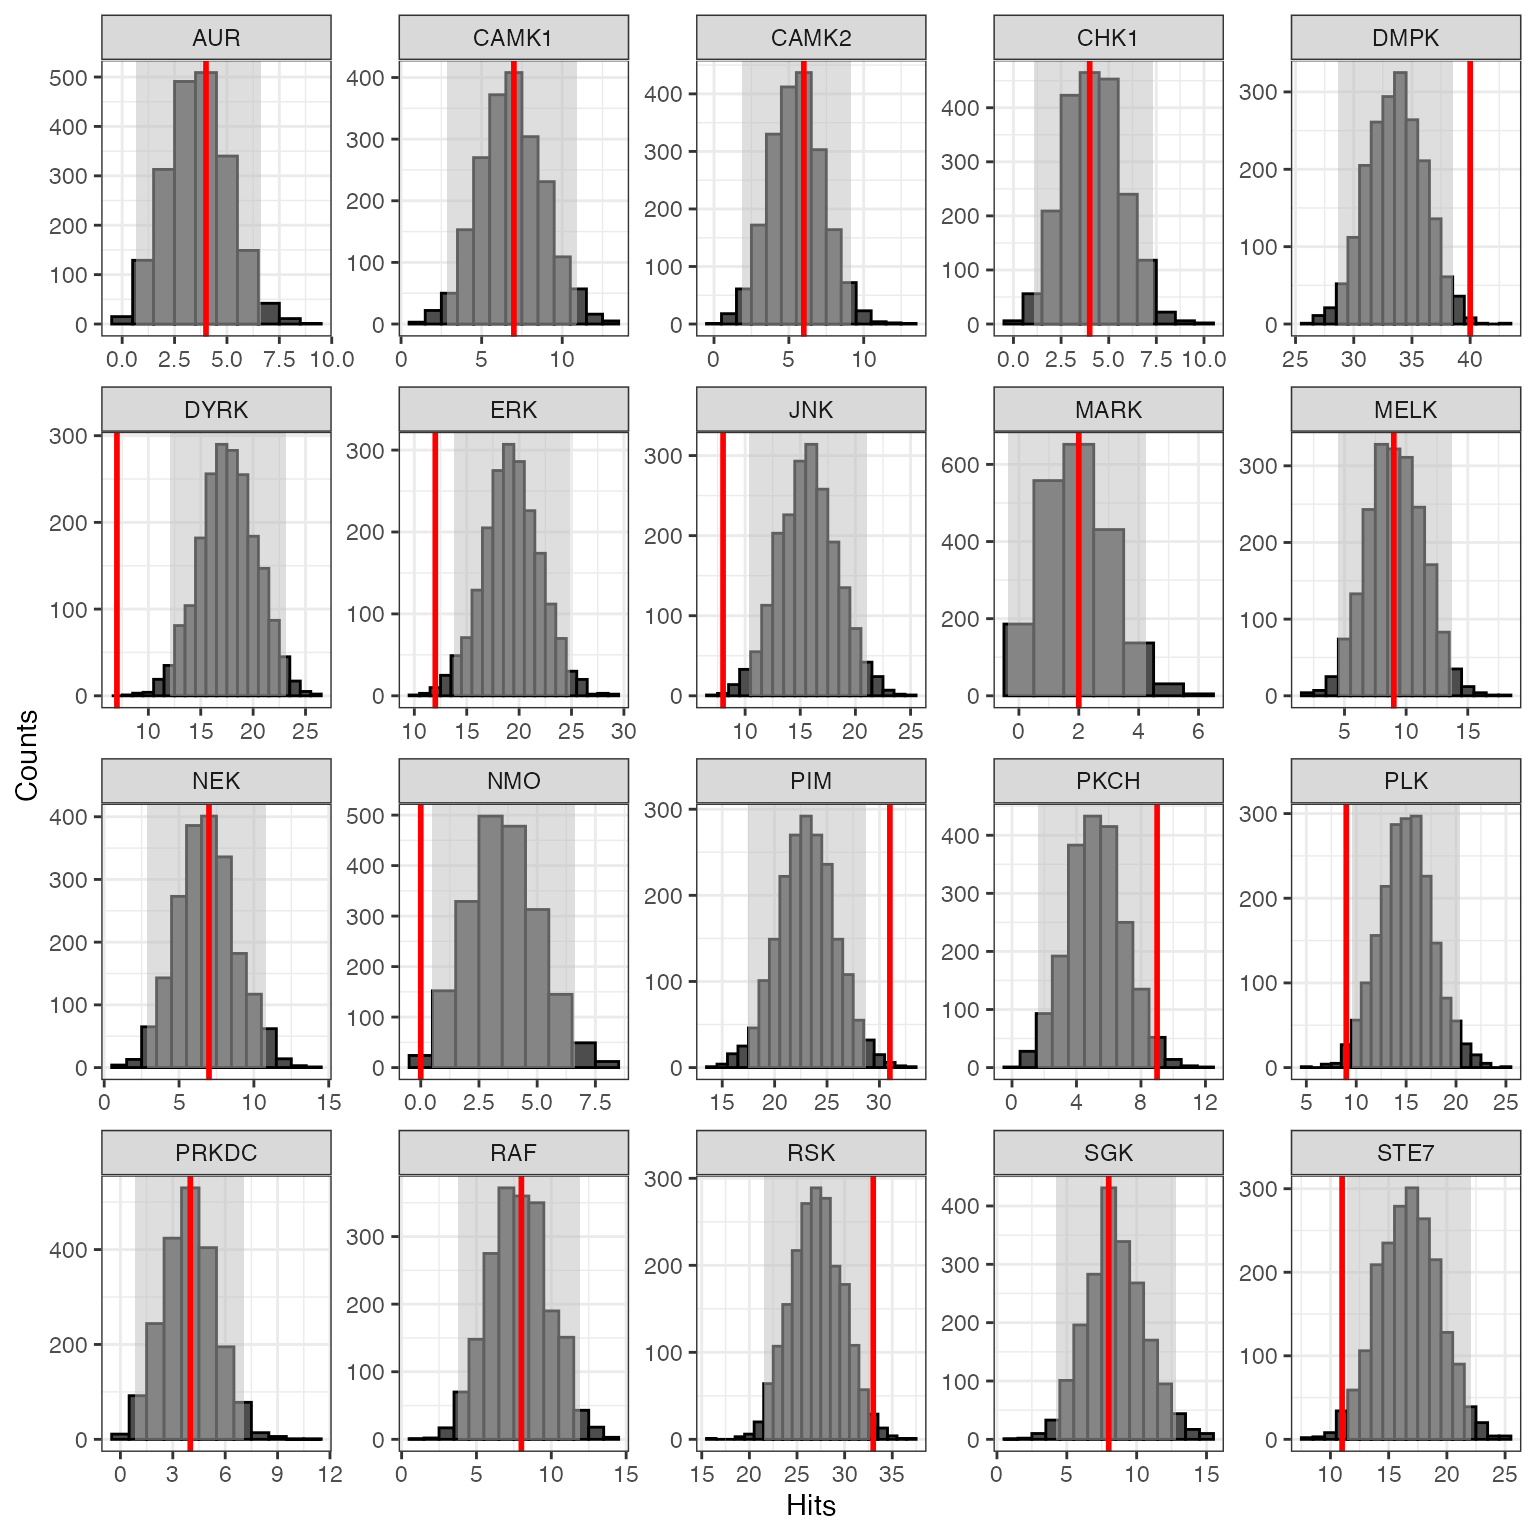 AUR CAMK1 CAMK2 CHK1 DMPK
500 400 300 200 100 0
400 300 200 100 0
400 300 200 100 0
400 300 200 100 0
300 200 100 0
0.0 2.5 5.0 7.5 10.0
0 5 10
0 5 10
0.0 2.5 5.0 7.5 10.0
25 30 35 40
DYRK ERK JNK MARK MELK
300 200 100 0
300 200 100 0
300 200 100 0
600 400 200 0
300 200 100 0
10 15 20 25
10 15 20 25 30
10 15 20 25
0 2 4 6
5 10 15
Counts
NEK NMO PIM PKCH PLK
400 300 200 100 0
500 400 300 200 100 0
300 200 100 0
400 300 200 100 0
300 200 100 0
0 5 10 15
0.0 2.5 5.0 7.5
15 20 25 30
0 4 8 12
5 10 15 20 25
PRKDC RAF RSK SGK STE7
400 200 0
300 200 100 0
300 200 100 0
400 300 200 100 0
300 200 100 0
0 3 6 9 12
0 5 10 15
15 20 25 30 35
0 5 10 15
10 15 20 25
Hits